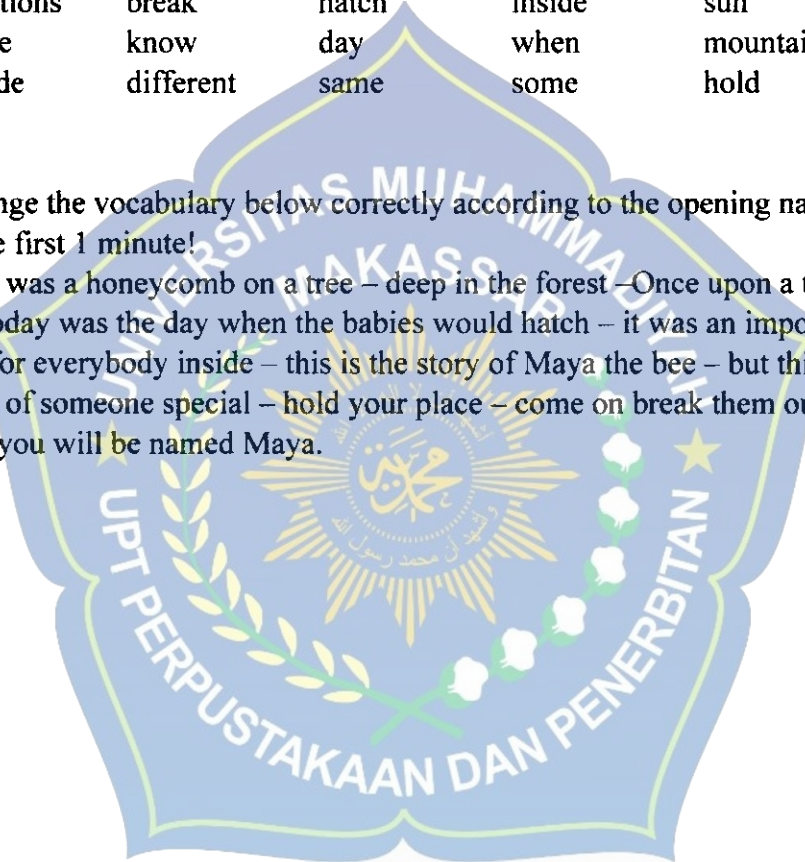 tions break hatch inside sun
e know day when mountai
de different same some hold
nge the vocabulary below correctly according to the opening na
e first 1 minute!
was a honeycomb on a tree – deep in the forest –Once upon a t
oday was the day when the babies would hatch – it was an impo
for everybody inside – this is the story of Maya the bee – but thi
of someone special – hold your place – come on break them ou
you will be named Maya.
UNIVERSITAS MUHAMMADIYAH
MAKASSAR
محمدية
UPT PERPUSTAKAAN DAN PENERBITAN